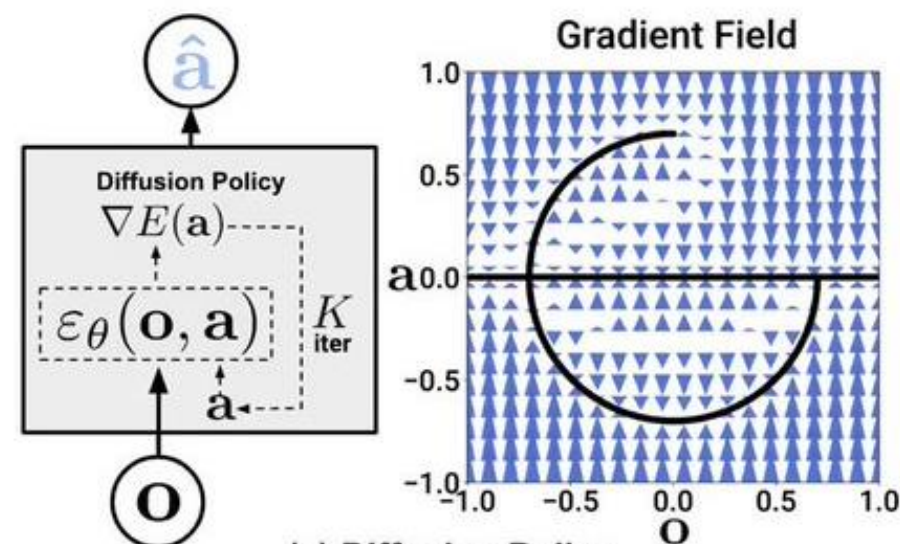 â
Diffusion Policy
∇E(a)
εθ(o, a)
K
iter
a
o
Gradient Field
1.0
0.5
a 0.0
−0.5
−1.0
−1.0 −0.5 0.0 0.5 1.0
o